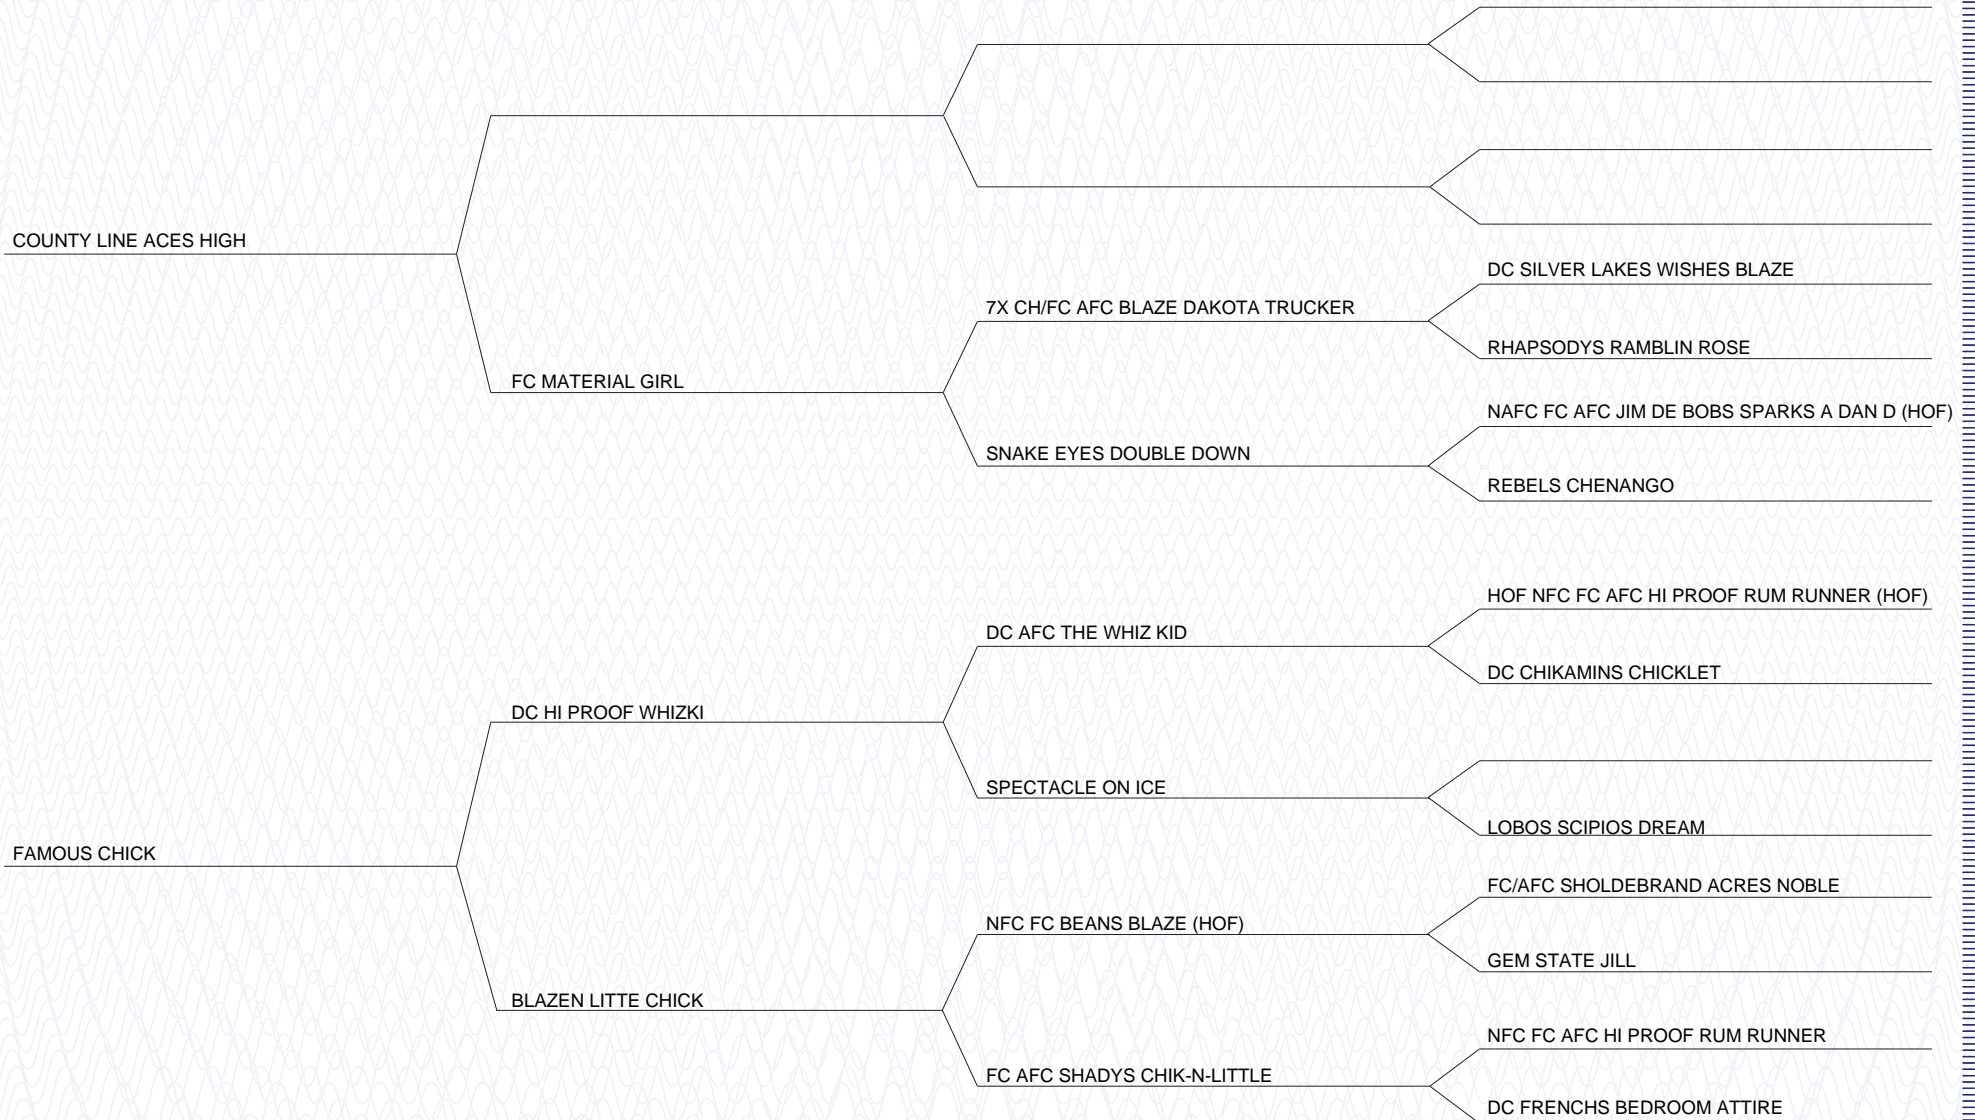 COUNTY LINE ACES HIGH
FC MATERIAL GIRL
7X CH/FC AFC BLAZE DAKOTA TRUCKER
DC SILVER LAKES WISHES BLAZE
RHAPSODYS RAMBLIN ROSE
SNAKE EYES DOUBLE DOWN
NAFC FC AFC JIM DE BOBS SPARKS A DAN D (HOF)
REBELS CHENANGO
FAMOUS CHICK
DC HI PROOF WHIZKI
DC AFC THE WHIZ KID
HOF NFC FC AFC HI PROOF RUM RUNNER (HOF)
DC CHIKAMINS CHICKLET
SPECTACLE ON ICE
LOBOS SCIPIOS DREAM
BLAZEN LITTE CHICK
NFC FC BEANS BLAZE (HOF)
FC/AFC SHOLDEBRAND ACRES NOBLE
GEM STATE JILL
FC AFC SHADYS CHIK-N-LITTLE
NFC FC AFC HI PROOF RUM RUNNER
DC FRENCHS BEDROOM ATTIRE